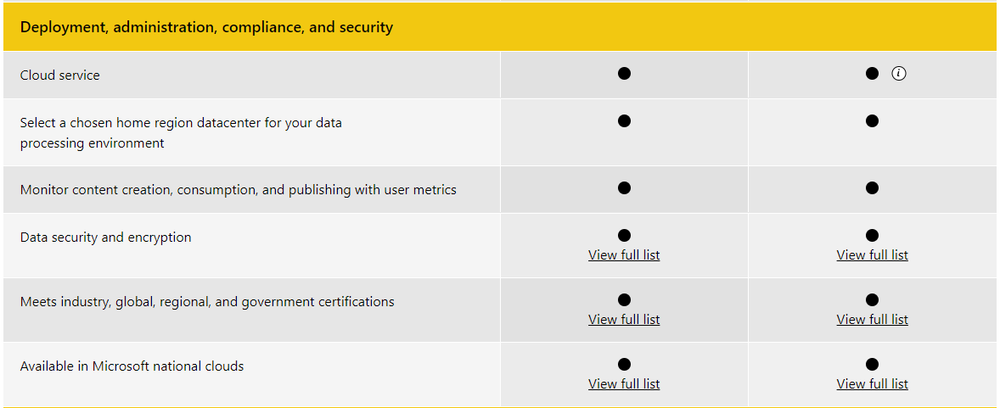 Deployment, administration, compliance, and security
Cloud service
i
Select a chosen home region datacenter for your data
processing environment
Monitor content creation, consumption, and publishing with user metrics
Data security and encryption
View full list View full list
Meets industry, global, regional, and government certifications
View full list View full list
Available in Microsoft national clouds
View full list View full list